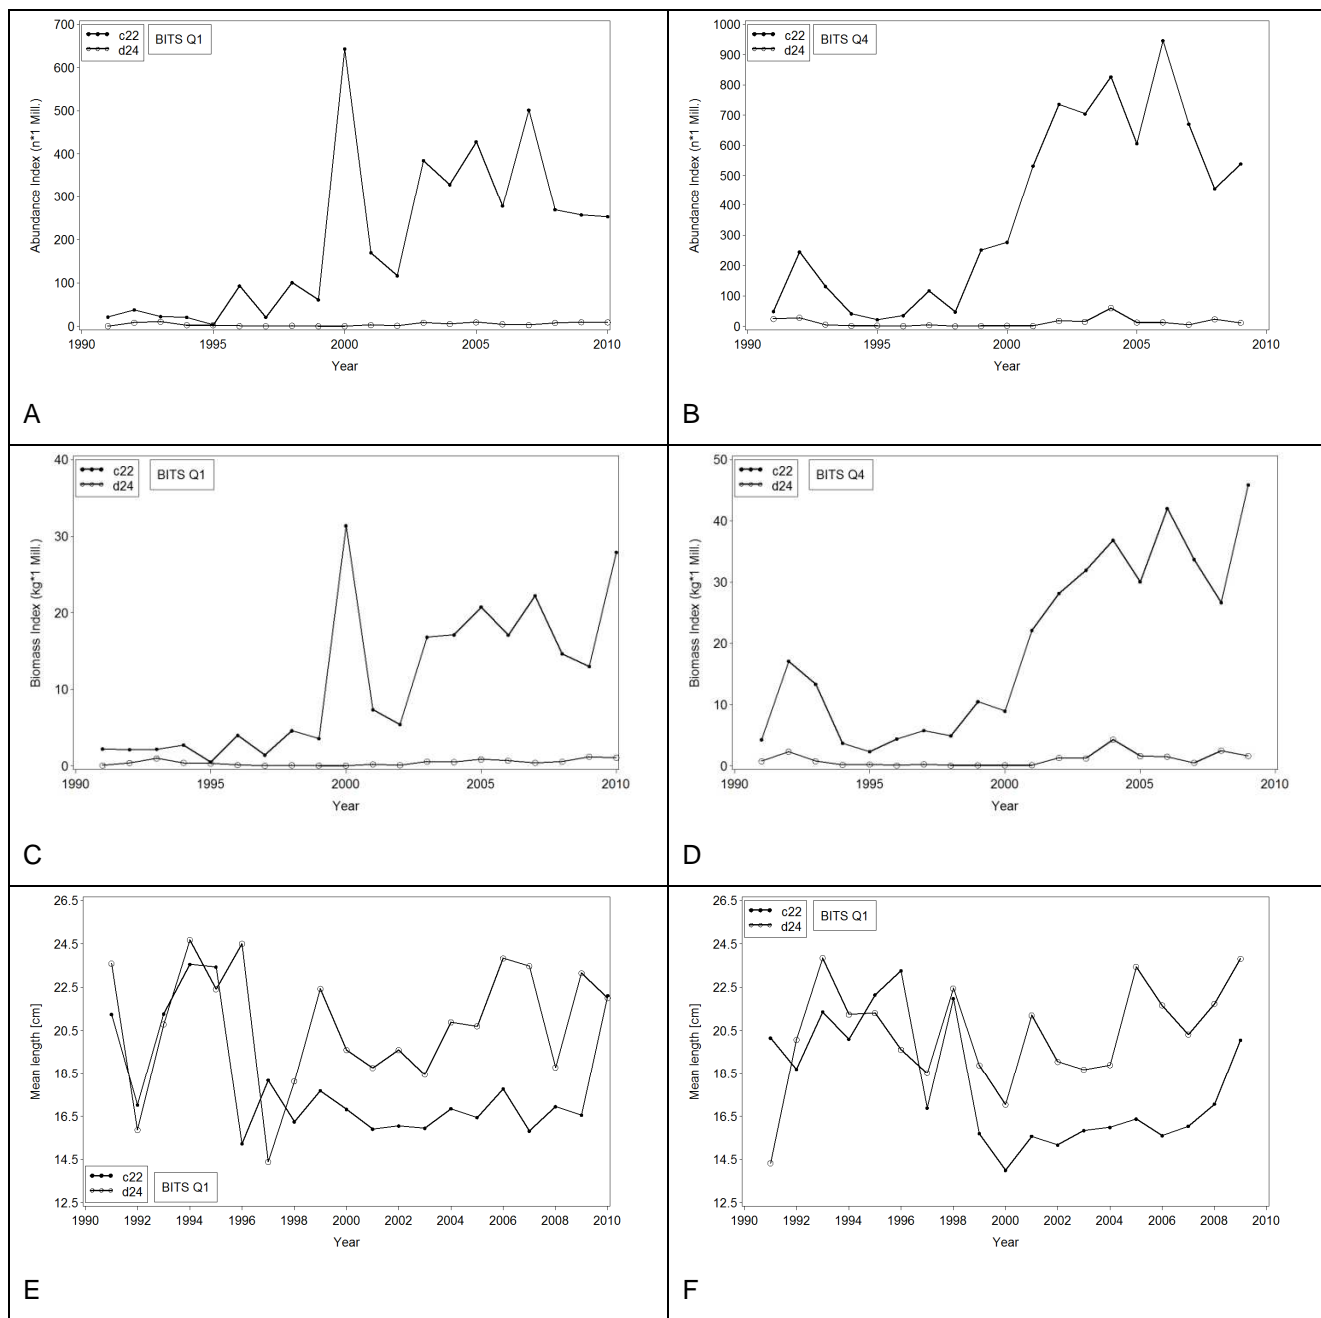 c22
d24
BITS Q1
Abundance Index (n*1 Mill.)
700
600
500
400
300
200
100
0
1990 1995 2000 2005 2010
Year
A
c22
d24
BITS Q4
Abundance Index (n*1 Mill.)
1000
900
800
700
600
500
400
300
200
100
0
1990 1995 2000 2005 2010
Year
B
c22
d24
BITS Q1
Biomass Index (kg*1 Mill.)
40
30
20
10
0
1990 1995 2000 2005 2010
Year
C
c22
d24
BITS Q4
Biomass Index (kg*1 Mill.)
50
40
30
20
10
0
1990 1995 2000 2005 2010
Year
D
Mean length [cm]
26.5
24.5
22.5
20.5
18.5
16.5
14.5
12.5
c22
d24
BITS Q1
1990 1992 1994 1996 1998 2000 2002 2004 2006 2008 2010
Year
E
c22
d24
BITS Q1
Mean length [cm]
26.5
24.5
22.5
20.5
18.5
16.5
14.5
12.5
1990 1992 1994 1996 1998 2000 2002 2004 2006 2008 2010
Year
F